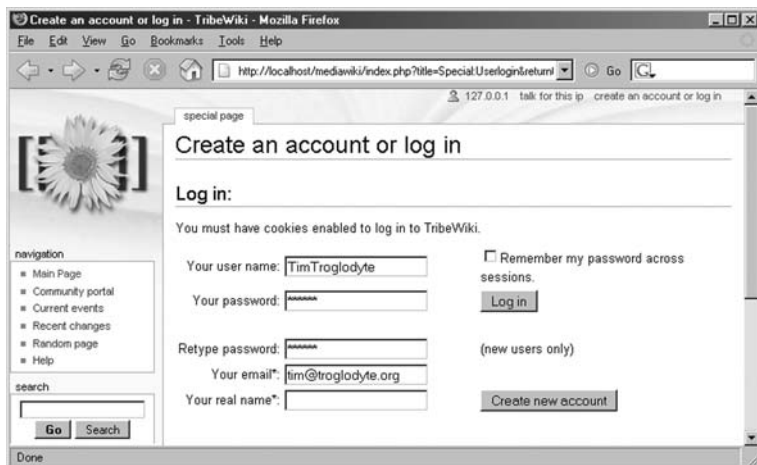 Create an account or log in - TribeWiki - Mozilla Firefox
File Edit View Go Bookmarks Tools Help
http://localhost/mediawiki/index.php?title=Special:Userlogin&return
Go
G
127.0.0.1 talk for this ip create an account or log in
special page
Create an account or log in
Log in:
You must have cookies enabled to log in to TribeWiki.
Your user name: TimTroglodyte
Remember my password across
sessions.
Your password: ******
Log in
Retype password: ******
(new users only)
Your email*: tim@troglodyte.org
Your real name*:
Create new account
navigation
Main Page
Community portal
Current events
Recent changes
Random page
Help
search
Go Search
Done